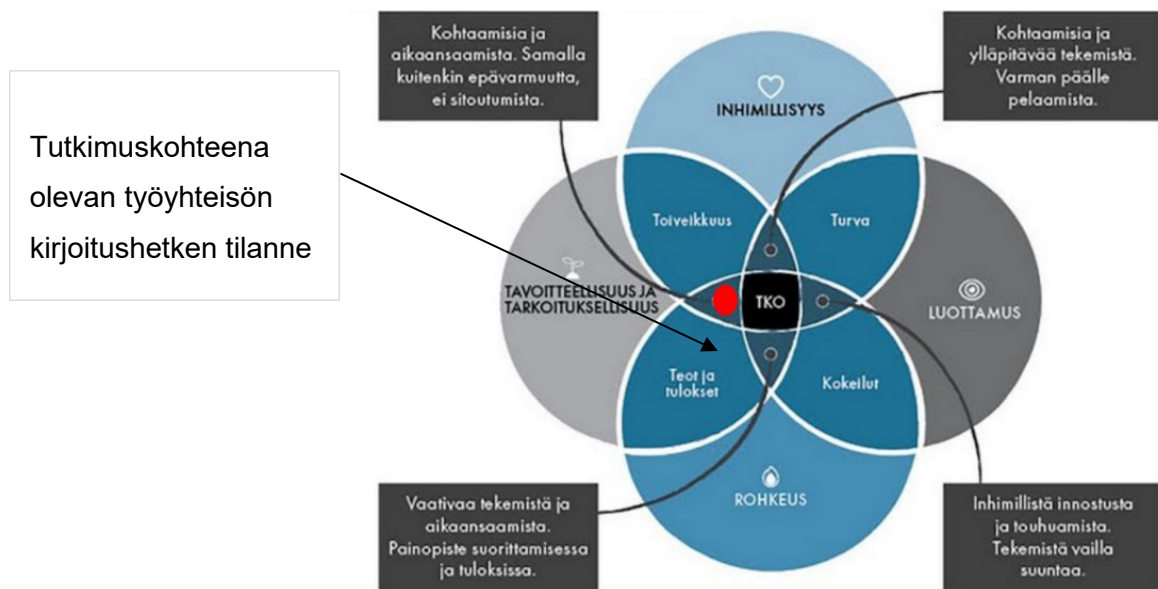 Kohtaamisia ja
aikaansaamista. Samalla
kuitenkin epävarmuutta,
ei sitoutumista.
Kohtaamisia ja
ylläpitävää tekemistä.
Varman päälle
pelaamista.
Tutkimuskohteena
olevan työyhteisön
kirjoitushetken tilanne
INHIMILLISYYS
Toiveikkuus
Turva
TAVOITTEELLISUUS JA
TARKOITUKSELLISUUS
TKO
LUOTTAMUS
Teot ja
tulokset
Kokeilut
ROHKEUS
Vaativaa tekemistä ja
aikaansaamista.
Painopiste suorittamisessa
ja tuloksissa.
Inhimillistä innostusta
ja touhuamista.
Tekemistä vailla
suuntaa.